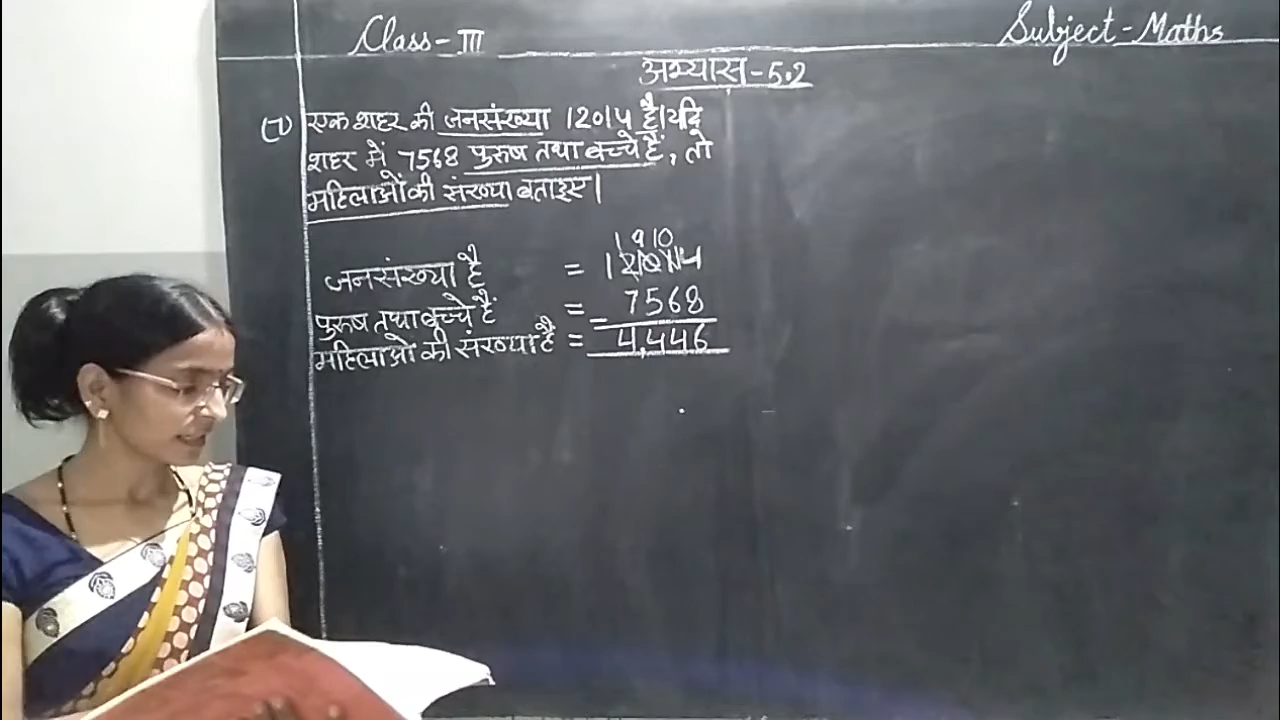 Class-III
Subject-Maths
अभ्यास-5.2
(7) एक शहर की जनसंख्या 12014 है। यदि
शहर में 7568 पुरुष तथा बच्चे हैं, तो
महिलाओं की संख्या बताइए।
1 9 10
जनसंख्या है = 12014
पुरुष तथा बच्चे हैं = - 7568
महिलाओं की संख्या है = 4,446